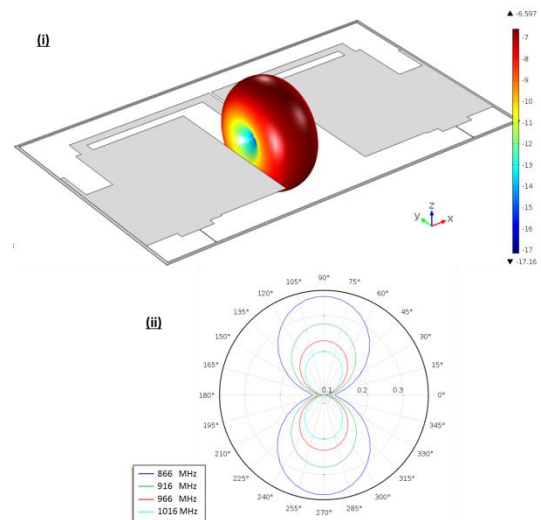 (i)
▲ -6.597
-7
-8
-9
-10
-11
-12
-13
-14
-15
-16
-17
▼ -17.16
z
y x
(ii)
90°
105° 75°
120° 60°
135° 45°
150° 30°
165° 15°
180° 0.1 0.2 0.3 0°
195° 345°
210° 330°
225° 315°
240° 300°
255° 285°
270°
866 MHz
916 MHz
966 MHz
1016 MHz